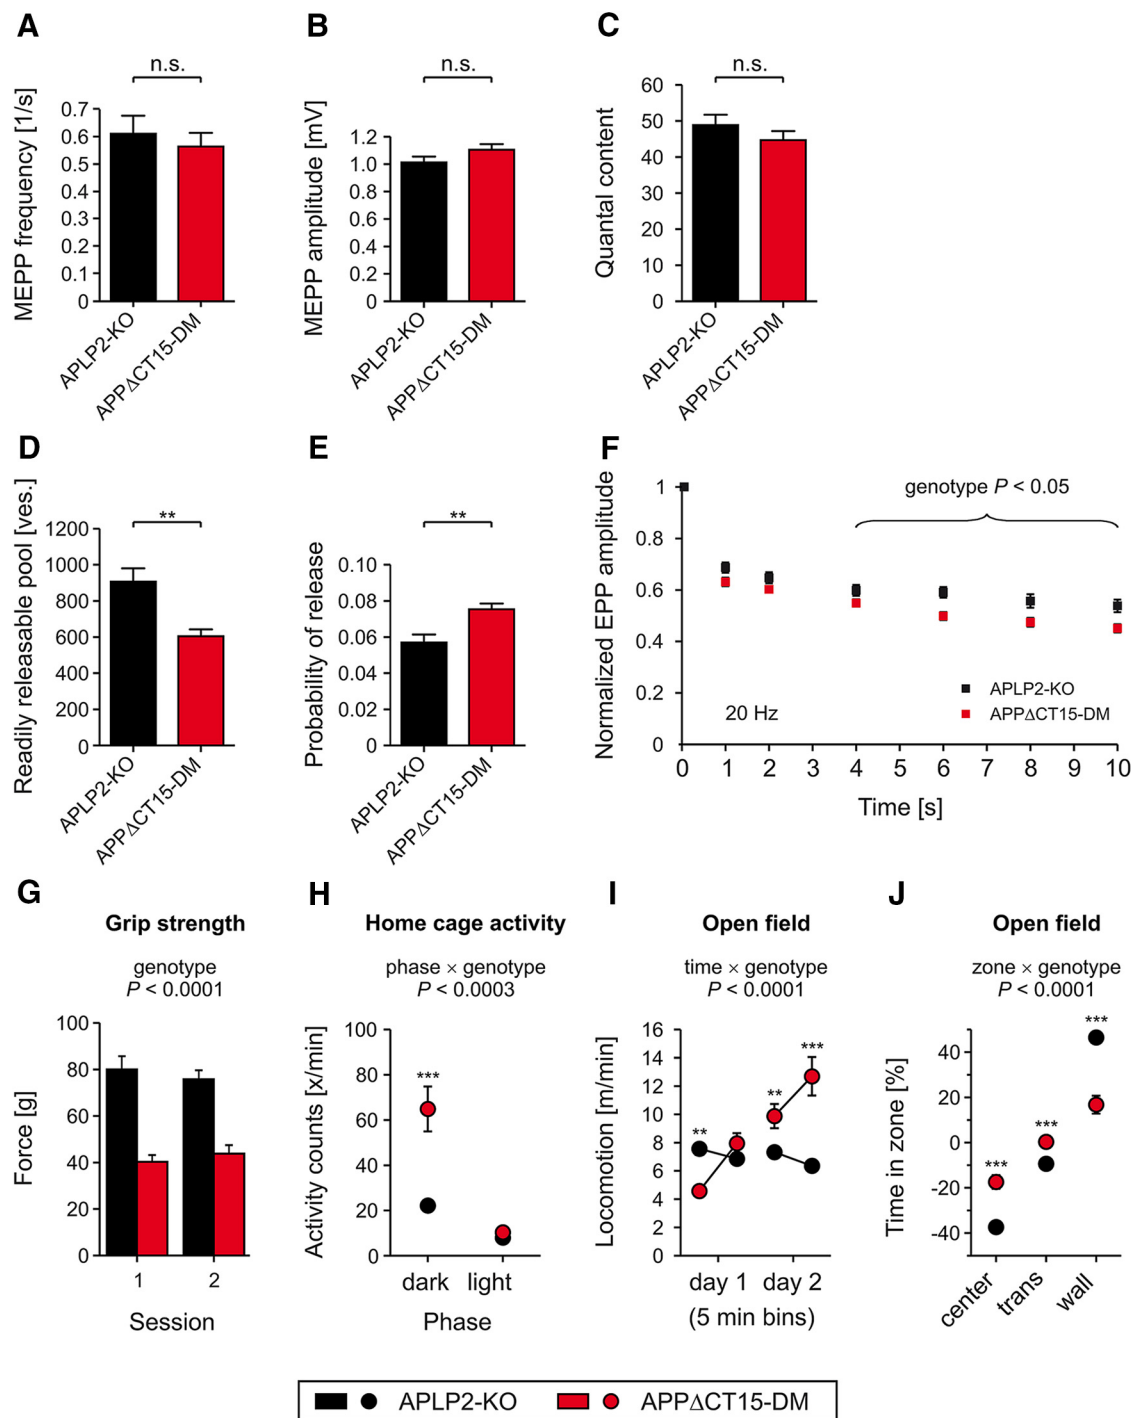 A
n.s.
MEPP frequency [1/s]
0.7
0.6
0.5
0.4
0.3
0.2
0.1
0
APLP2-KO
APPΔCT15-DM
B
n.s.
MEPP amplitude [mV]
1.2
1.0
0.8
0.6
0.4
0.2
0
APLP2-KO
APPΔCT15-DM
C
n.s.
Quantal content
60
50
40
30
20
10
0
APLP2-KO
APPΔCT15-DM
D
**
Readily releasable pool [ves.]
1200
1000
800
600
400
200
0
APLP2-KO
APPΔCT15-DM
E
**
Probability of release
0.10
0.08
0.06
0.04
0.02
0
APLP2-KO
APPΔCT15-DM
F
genotype P < 0.05
Normalized EPP amplitude
1
0.8
0.6
0.4
0.2
0
APLP2-KO
APPΔCT15-DM
20 Hz
0 1 2 3 4 5 6 7 8 9 10
Time [s]
G
Grip strength
genotype
P < 0.0001
Force [g]
100
80
60
40
20
0
1 2
Session
H
Home cage activity
phase × genotype
P < 0.0003
Activity counts [x/min]
100
80
60
40
20
0
***
dark light
Phase
I
Open field
time × genotype
P < 0.0001
Locomotion [m/min]
16
14
12
10
8
6
4
2
0
**
**
***
day 1 day 2
(5 min bins)
J
Open field
zone × genotype
P < 0.0001
Time in zone [%]
40
20
0
-20
-40
***
***
***
center
trans
wall
APLP2-KO APPΔCT15-DM